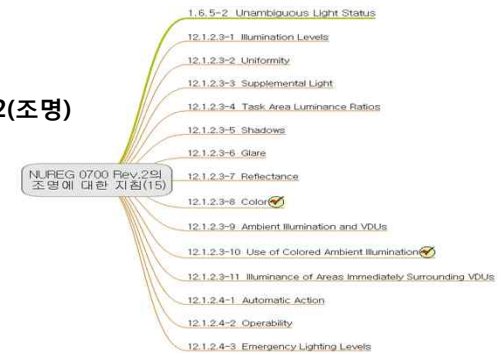 1.6.5-2 Unambiguous Light Status
12.1.2.3-1 Illumination Levels
12.1.2.3-2 Uniformity
12.1.2.3-3 Supplemental Light
2(조명)
12.1.2.3-4 Task Area Luminance Ratios
12.1.2.3-5 Shadows
12.1.2.3-6 Glare
NUREG 0700 Rev.2의
조명에 대한 지침(15)
12.1.2.3-7 Reflectance
12.1.2.3-8 Color
12.1.2.3-9 Ambient Illumination and VDUs
12.1.2.3-10 Use of Colored Ambient Illumination
12.1.2.3-11 Illuminance of Areas Immediately Surrounding VDUs
12.1.2.4-1 Automatic Action
12.1.2.4-2 Operability
12.1.2.4-3 Emergency Lighting Levels